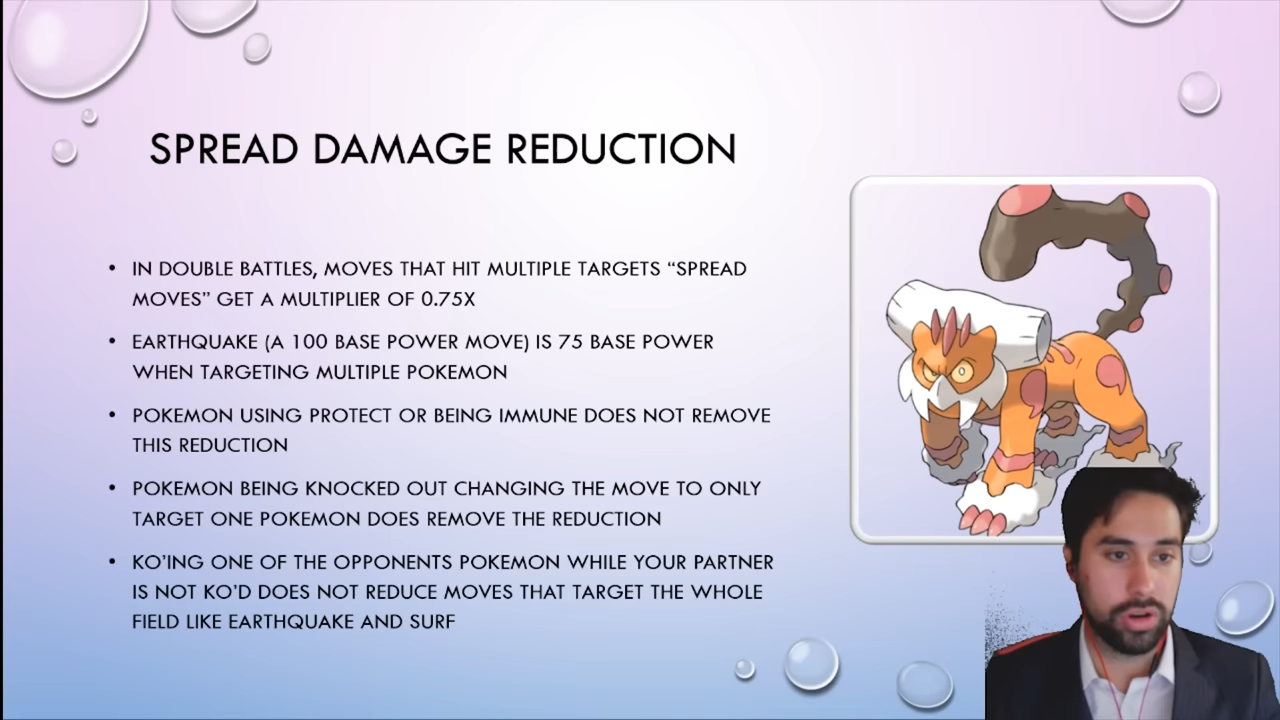 SPREAD DAMAGE REDUCTION
• IN DOUBLE BATTLES, MOVES THAT HIT MULTIPLE TARGETS “SPREAD
MOVES” GET A MULTIPLIER OF 0.75X
• EARTHQUAKE (A 100 BASE POWER MOVE) IS 75 BASE POWER
WHEN TARGETING MULTIPLE POKEMON
• POKEMON USING PROTECT OR BEING IMMUNE DOES NOT REMOVE
THIS REDUCTION
• POKEMON BEING KNOCKED OUT CHANGING THE MOVE TO ONLY
TARGET ONE POKEMON DOES REMOVE THE REDUCTION
• KO’ING ONE OF THE OPPONENTS POKEMON WHILE YOUR PARTNER
IS NOT KO’D DOES NOT REDUCE MOVES THAT TARGET THE WHOLE
FIELD LIKE EARTHQUAKE AND SURF